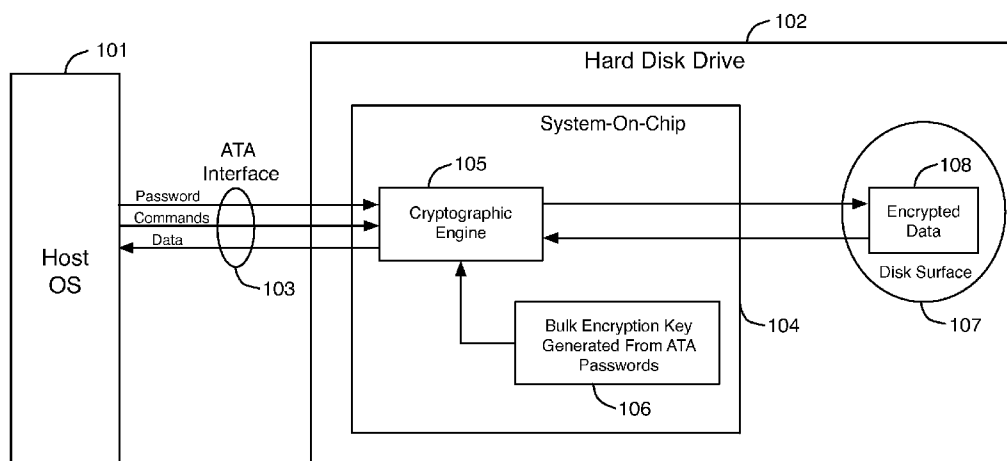 101
102
Hard Disk Drive
System-On-Chip
ATA
Interface
105
108
Password
Commands
Data
Cryptographic
Engine
Encrypted
Data
Host
OS
103
Disk Surface
104
107
Bulk Encryption Key
Generated From ATA
Passwords
106